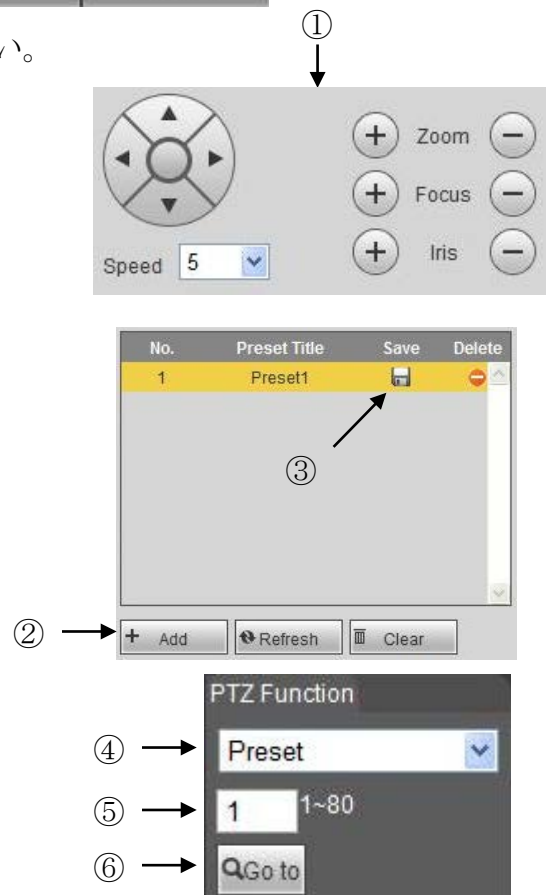 い。
①
+ Zoom −
+ Focus −
+ Iris −
Speed 5
No. Preset Title Save Delete
1 Preset1
③
② + Add Refresh Clear
PTZ Function
④ Preset
⑤ 1 1~80
⑥ Go to